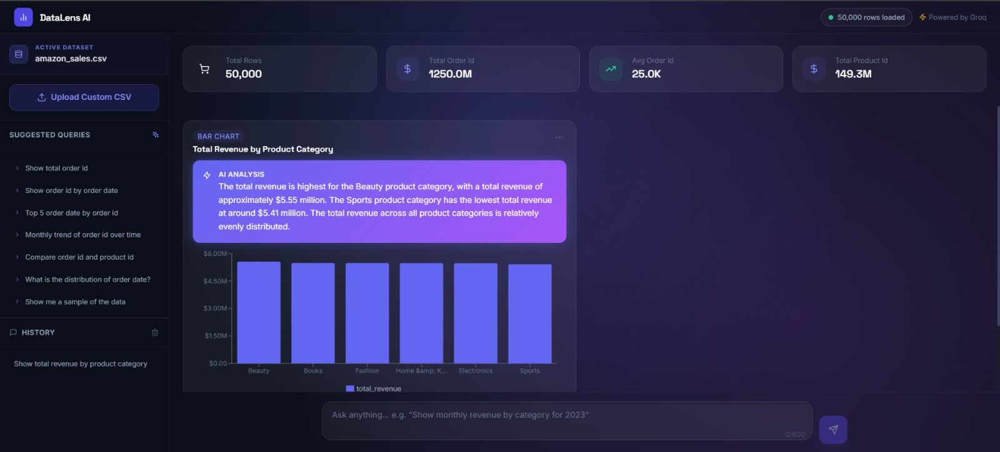 DataLens AI
50,000 rows loaded
Powered by Groq
ACTIVE DATASET
amazon_sales.csv
Upload Custom CSV
SUGGESTED QUERIES
Show total order id
Show order id by order date
Top 5 order date by order id
Monthly trend of order id over time
Compare order id and product id
What is the distribution of order date?
Show me a sample of the data
HISTORY
Show total revenue by product category
Total Rows
50,000
Total Order Id
1250.0M
Avg Order Id
25.0K
Total Product Id
149.3M
BAR CHART
...
Total Revenue by Product Category
AI ANALYSIS
The total revenue is highest for the Beauty product category, with a total revenue of
approximately $5.55 million. The Sports product category has the lowest total revenue
at around $5.41 million. The total revenue across all product categories is relatively
evenly distributed.
$6.00M
$4.50M
$3.00M
$1.50M
$0.00
Beauty
Books
Fashion
Home &amp; K...
Electronics
Sports
total_revenue
Ask anything... e.g. "Show monthly revenue by category for 2023"
0/600